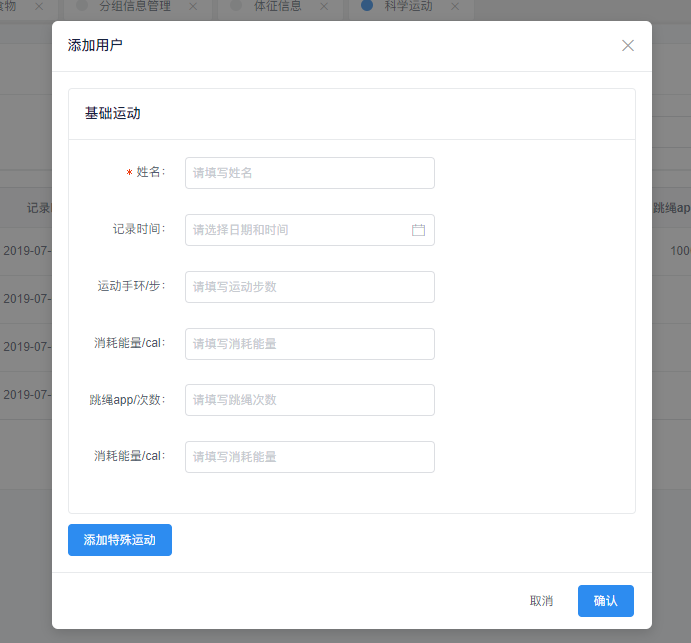 食物 分组信息管理 体征信息 科学运动
添加用户
基础运动
* 姓名：
请填写姓名
记录时间：
请选择日期和时间
运动手环/步：
请填写运动步数
消耗能量/cal：
请填写消耗能量
跳绳app/次数：
请填写跳绳次数
消耗能量/cal：
请填写消耗能量
添加特殊运动
取消
确认
记录
跳绳ap
2019-07-
100
2019-07-
2019-07-
2019-07-